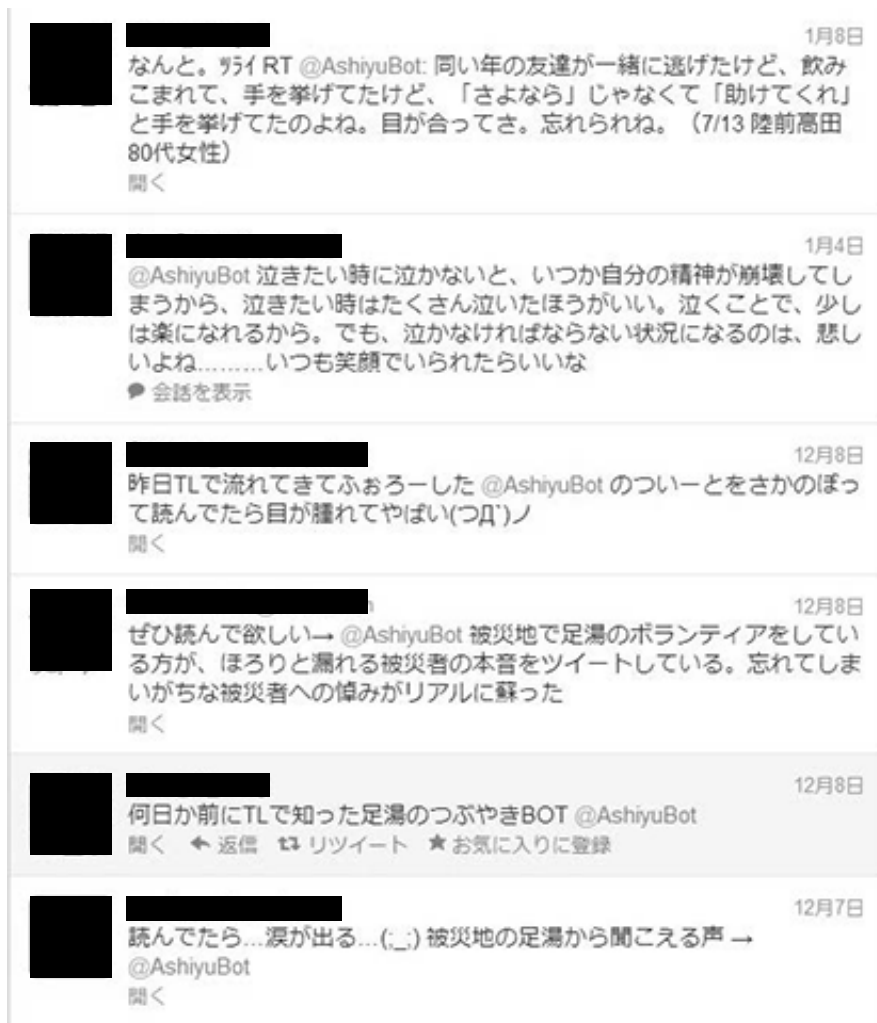 1月8日
なんと。ﾂﾗｲ RT @AshiyuBot: 同い年の友達が一緒に逃げたけど、飲み
こまれて、手を挙げてたけど、「さよなら」じゃなくて「助けてくれ」
と手を挙げてたのよね。目が合ってさ。忘れられね。（7/13 陸前高田
80代女性）
開く
1月4日
@AshiyuBot 泣きたい時に泣かないと、いつか自分の精神が崩壊してし
まうから、泣きたい時はたくさん泣いたほうがいい。泣くことで、少し
は楽になれるから。でも、泣かなければならない状況になるのは、悲し
いよね………いつも笑顔でいられたらいいな
会話を表示
12月8日
昨日TLで流れてきてふぉろーした @AshiyuBot のついーとをさかのぼっ
て読んでたら目が腫れてやばい(つД`)ノ
開く
12月8日
ぜひ読んで欲しい→ @AshiyuBot 被災地で足湯のボランティアをしてい
る方が、ほろりと漏れる被災者の本音をツイートしている。忘れてしま
いがちな被災者への悼みがリアルに蘇った
開く
12月8日
何日か前にTLで知った足湯のつぶやきBOT @AshiyuBot
開く 返信 リツイート お気に入りに登録
12月7日
読んでたら…涙が出る…(;_;) 被災地の足湯から聞こえる声 →
@AshiyuBot
開く